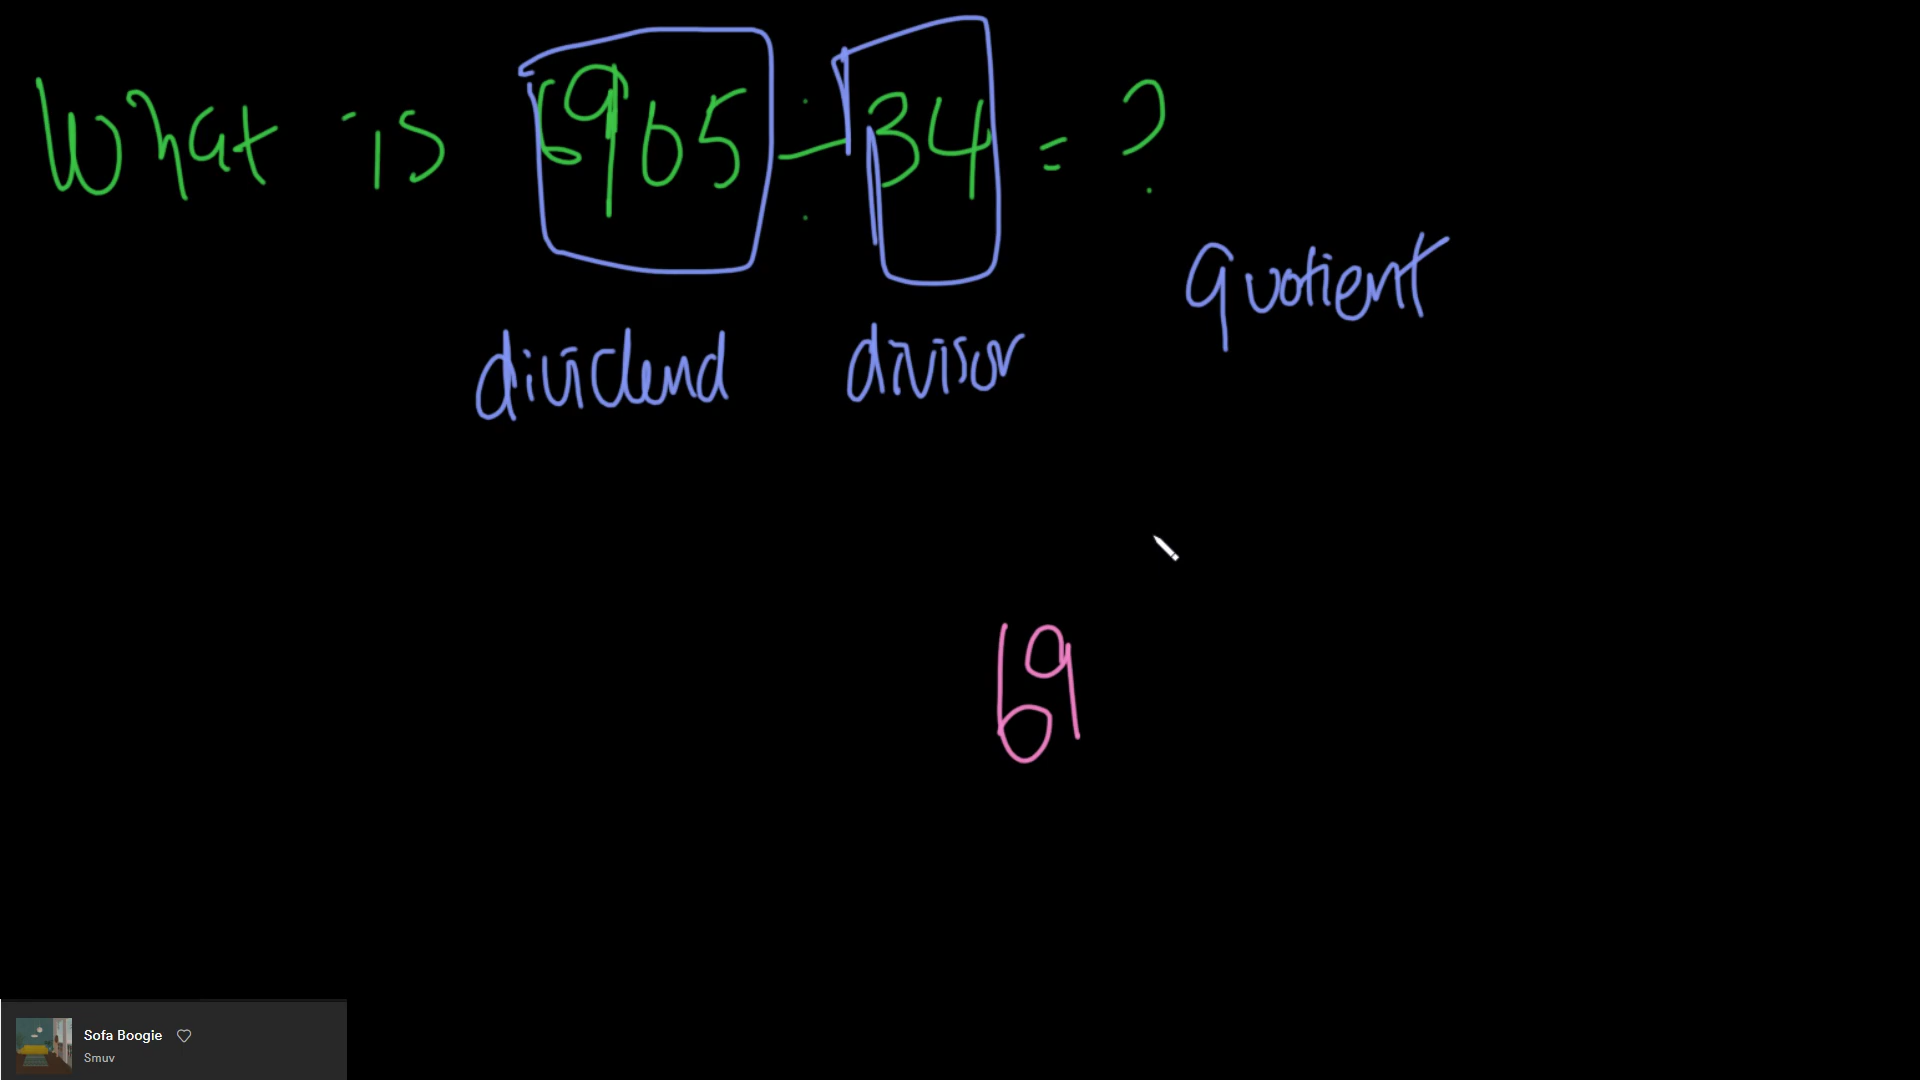 What is 6965 ÷ 34 = ?
quotient
dividend divisor
69
Sofa Boogie
Smuv